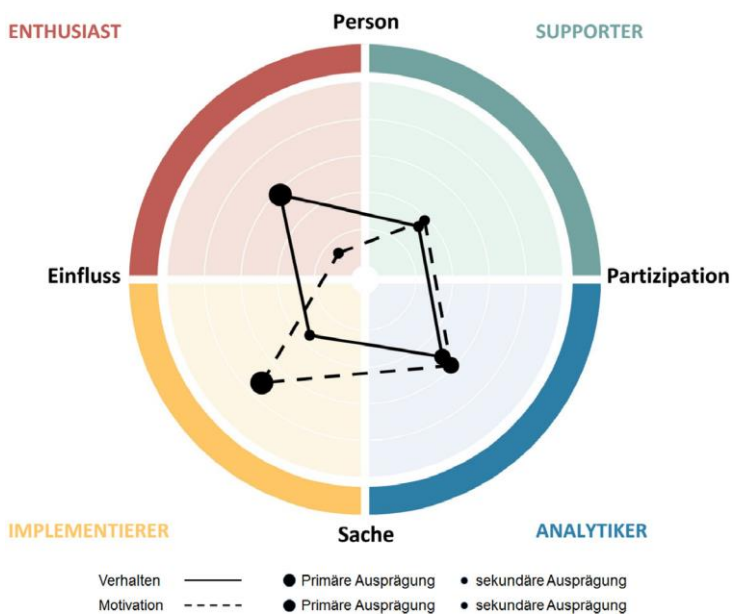 Person
ENTHUSIAST
SUPPORTER
Einfluss
Partizipation
IMPLEMENTIERER
Sache
ANALYTIKER
Verhalten Primäre Ausprägung sekundäre Ausprägung
Motivation Primäre Ausprägung sekundäre Ausprägung